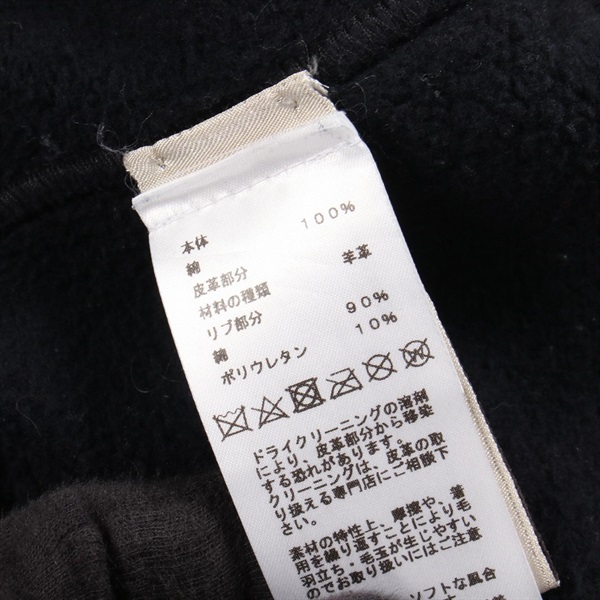 本体
綿 100%
皮革部分
材料の種類 羊革
リブ部分
綿 90%
ポリウレタン 10%
ドライクリーニングの溶剤
により、皮革部分から移染
する恐れがあります。
クリーニングは、皮革の取
り扱える専門店にご相談下
さい。
素材の特性上、摩擦や、着
用を繰り返すことにより毛
羽立ち・毛玉が生じやすい
のでお取り扱いにはご注意
ださい。
ソフトな風合